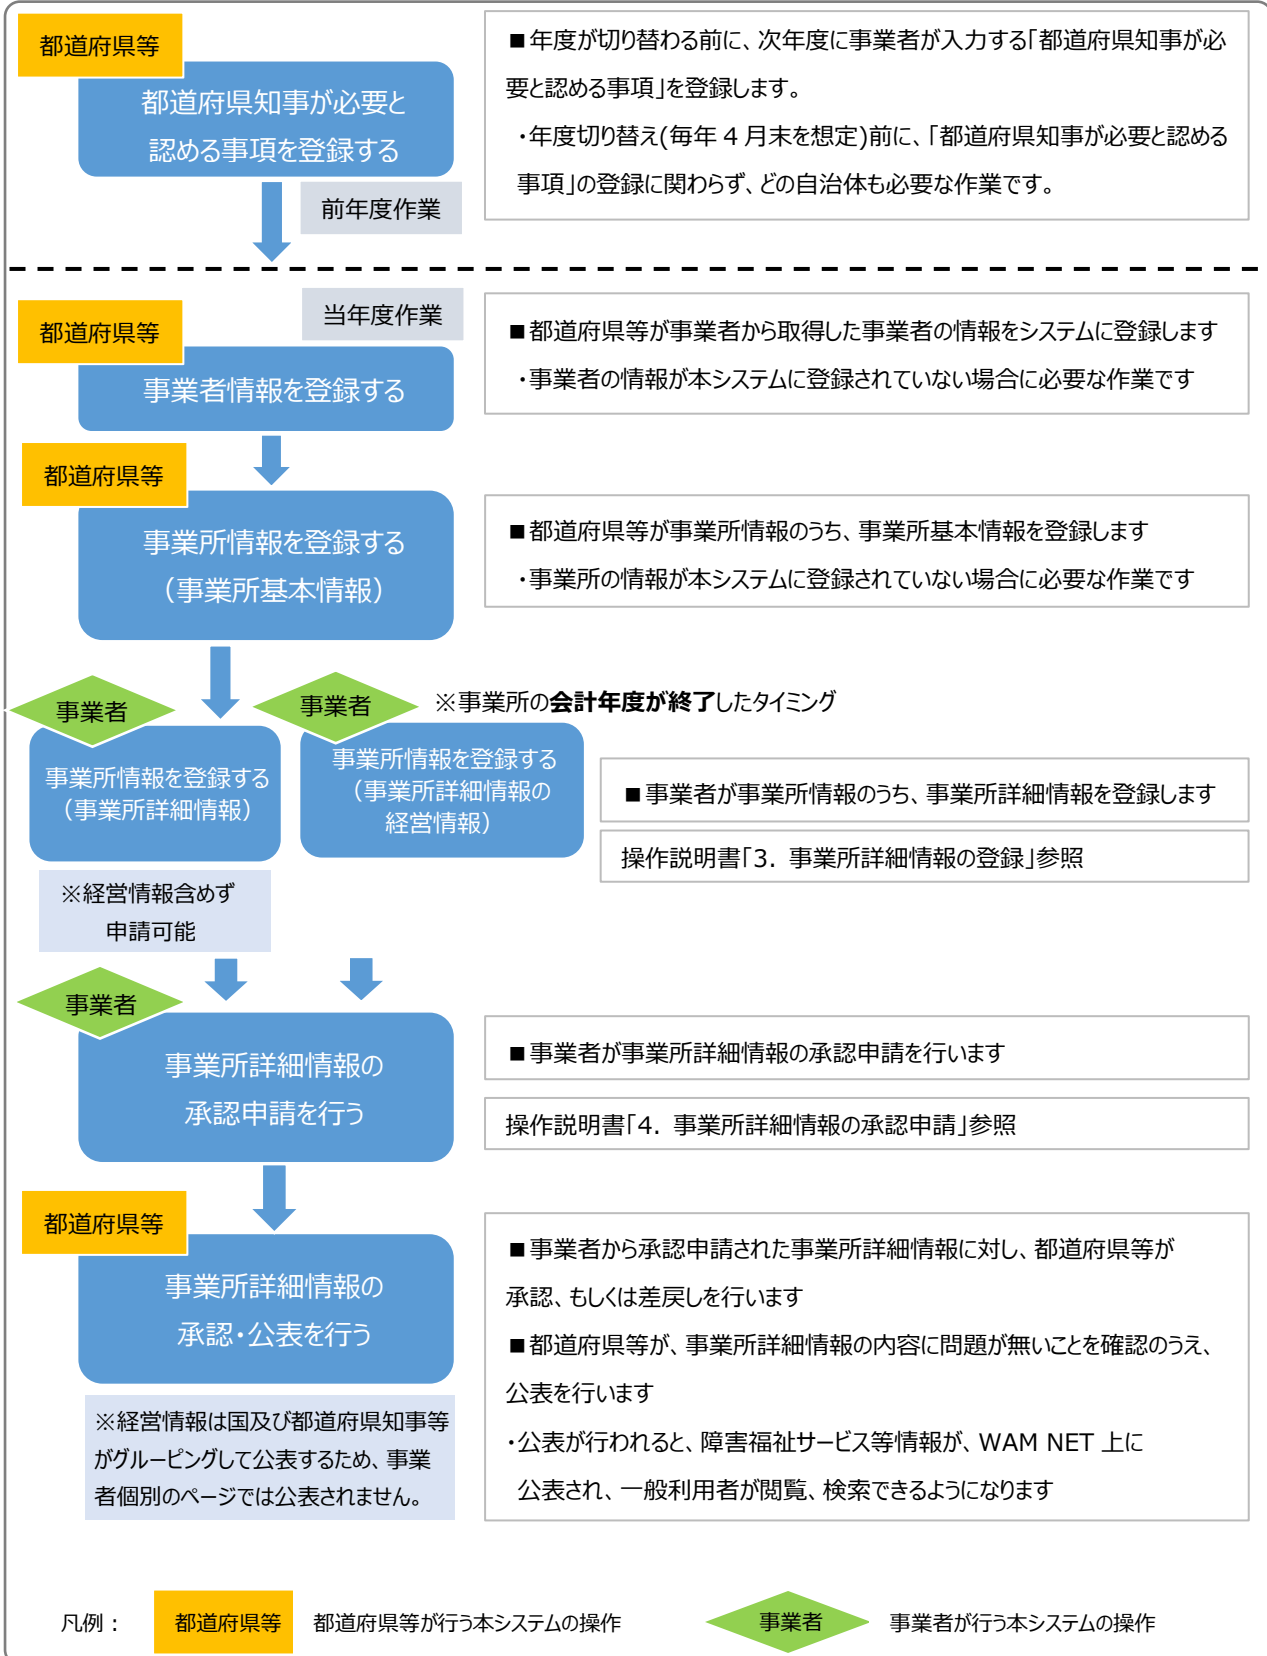 都道府県等
都道府県知事が必要と
認める事項を登録する
前年度作業
■年度が切り替わる前に、次年度に事業者が入力する「都道府県知事が必
要と認める事項」を登録します。
・年度切り替え(毎年 4 月末を想定)前に、「都道府県知事が必要と認める
事項」の登録に関わらず、どの自治体も必要な作業です。
当年度作業
都道府県等
事業者情報を登録する
■都道府県等が事業者から取得した事業者の情報をシステムに登録します
・事業者の情報が本システムに登録されていない場合に必要な作業です
都道府県等
事業所情報を登録する
（事業所基本情報）
■都道府県等が事業所情報のうち、事業所基本情報を登録します
・事業所の情報が本システムに登録されていない場合に必要な作業です
事業者
事業所情報を登録する
（事業所詳細情報）
事業者
※事業所の会計年度が終了したタイミング
事業所情報を登録する
（事業所詳細情報の
経営情報）
■事業者が事業所情報のうち、事業所詳細情報を登録します
操作説明書「3. 事業所詳細情報の登録」参照
※経営情報含めず
申請可能
事業者
事業所詳細情報の
承認申請を行う
■事業者が事業所詳細情報の承認申請を行います
操作説明書「4. 事業所詳細情報の承認申請」参照
都道府県等
事業所詳細情報の
承認・公表を行う
■事業者から承認申請された事業所詳細情報に対し、都道府県等が
承認、もしくは差戻しを行います
■都道府県等が、事業所詳細情報の内容に問題が無いことを確認のうえ、
公表を行います
・公表が行われると、障害福祉サービス等情報が、WAM NET 上に
公表され、一般利用者が閲覧、検索できるようになります
※経営情報は国及び都道府県知事等
がグルーピングして公表するため、事業
者個別のページでは公表されません。
凡例：
都道府県等
都道府県等が行う本システムの操作
事業者
事業者が行う本システムの操作